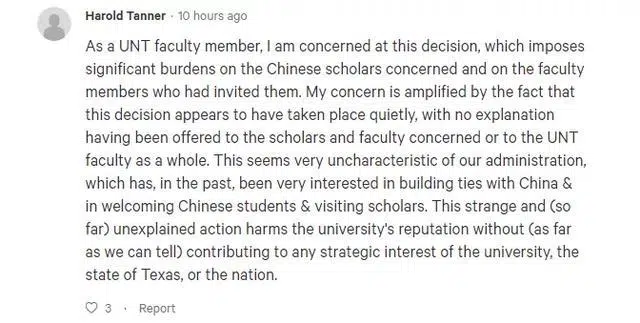 Harold Tanner · 10 hours ago
As a UNT faculty member, I am concerned at this decision, which imposes
significant burdens on the Chinese scholars concerned and on the faculty
members who had invited them. My concern is amplified by the fact that
this decision appears to have taken place quietly, with no explanation
having been offered to the scholars and faculty concerned or to the UNT
faculty as a whole. This seems very uncharacteristic of our administration,
which has, in the past, been very interested in building ties with China &
in welcoming Chinese students & visiting scholars. This strange and (so
far) unexplained action harms the university's reputation without (as far
as we can tell) contributing to any strategic interest of the university, the
state of Texas, or the nation.
3 · Report